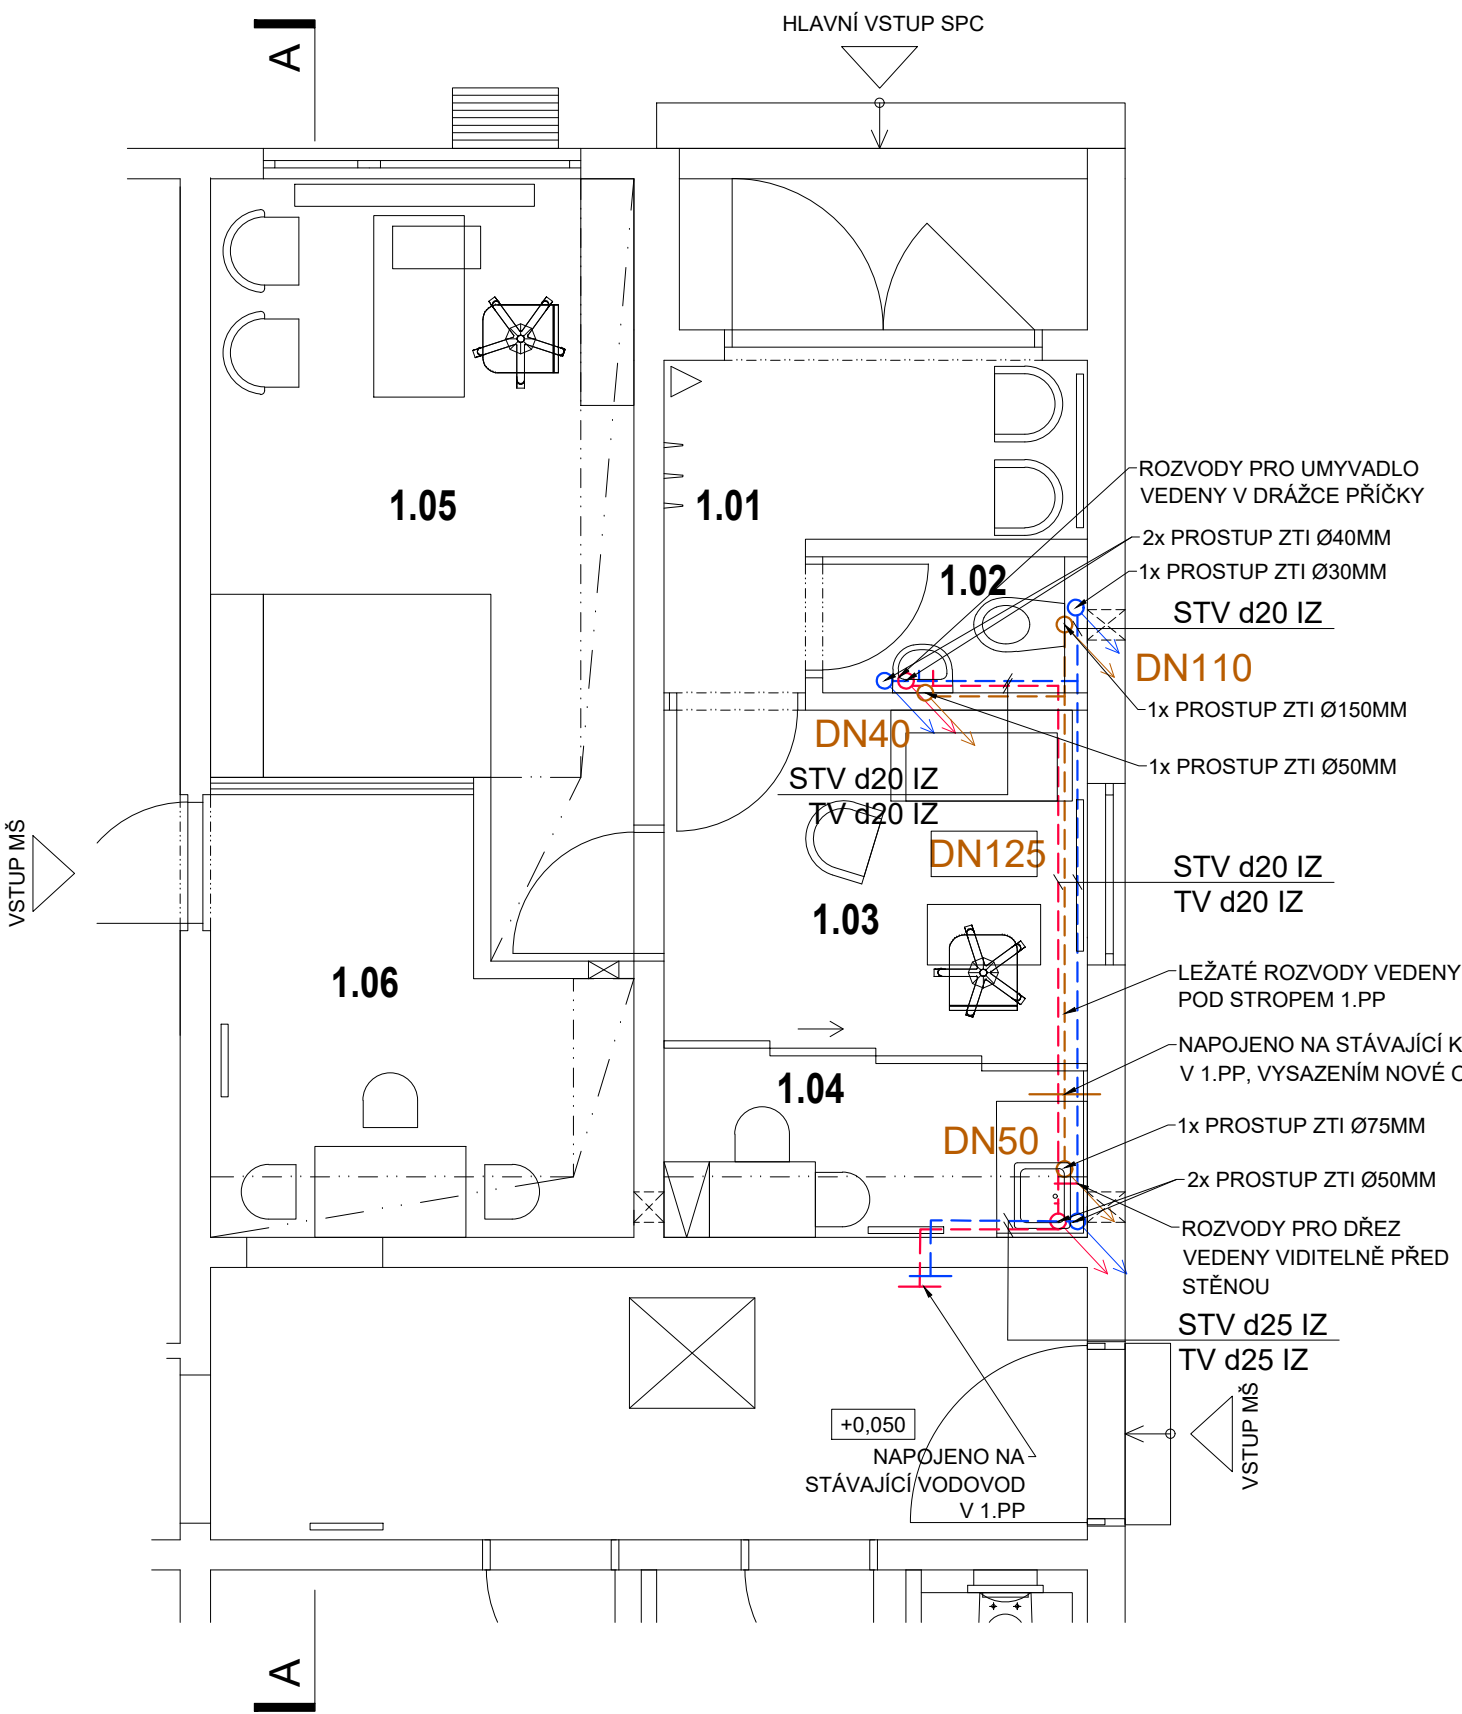 A
HLAVNÍ VSTUP SPC
ROZVODY PRO UMYVADLO
VEDENY V DRÁŽCE PŘÍČKY
1.05
1.01
2x PROSTUP ZTI Ø40MM
1.02
1x PROSTUP ZTI Ø30MM
STV d20 IZ
DN110
1x PROSTUP ZTI Ø150MM
DN40
1x PROSTUP ZTI Ø50MM
STV d20 IZ
TV d20 IZ
VSTUP MŠ
DN125
STV d20 IZ
TV d20 IZ
1.03
1.06
LEŽATÉ ROZVODY VEDENY
POD STROPEM 1.PP
NAPOJENO NA STÁVAJÍCÍ K
V 1.PP, VYSAZENÍM NOVÉ O
1.04
DN50
1x PROSTUP ZTI Ø75MM
2x PROSTUP ZTI Ø50MM
ROZVODY PRO DŘEZ
VEDENY VIDITELNĚ PŘED
STĚNOU
STV d25 IZ
TV d25 IZ
+0,050
NAPOJENO NA
STÁVAJÍCÍ VODOVOD
V 1.PP
VSTUP MŠ
A